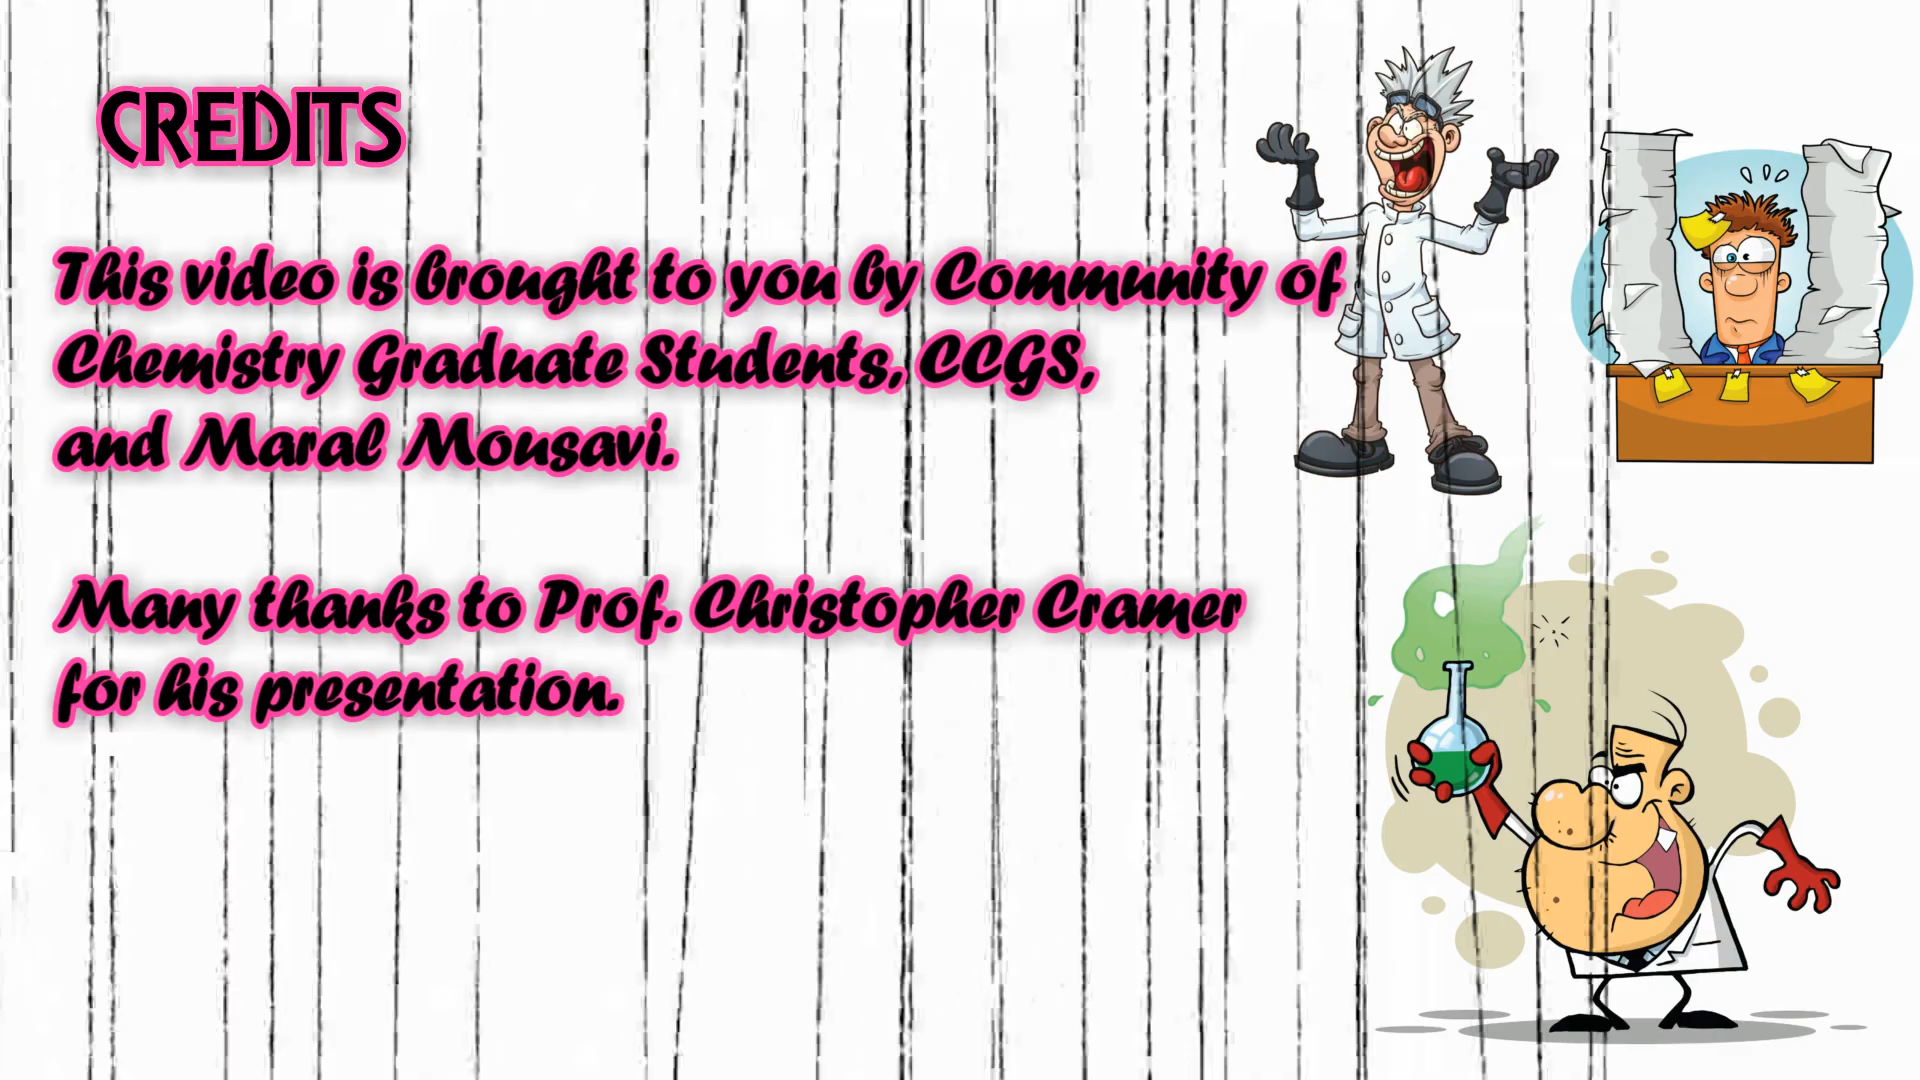 CREDITS
This video is brought to you by Community of
Chemistry Graduate Students, CCGS,
and Maral Mousavi.
Many thanks to Prof. Christopher Cramer
for his presentation.